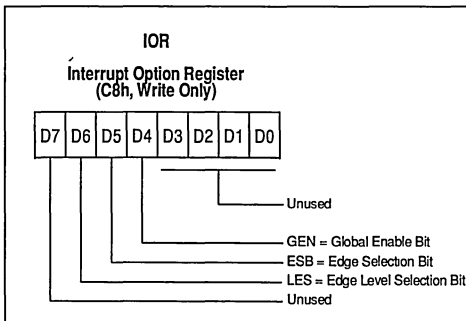 IOR
Interrupt Option Register
(C8h, Write Only)
D7 D6 D5 D4 D3 D2 D1 D0
Unused
GEN = Global Enable Bit
ESB = Edge Selection Bit
LES = Edge Level Selection Bit
Unused